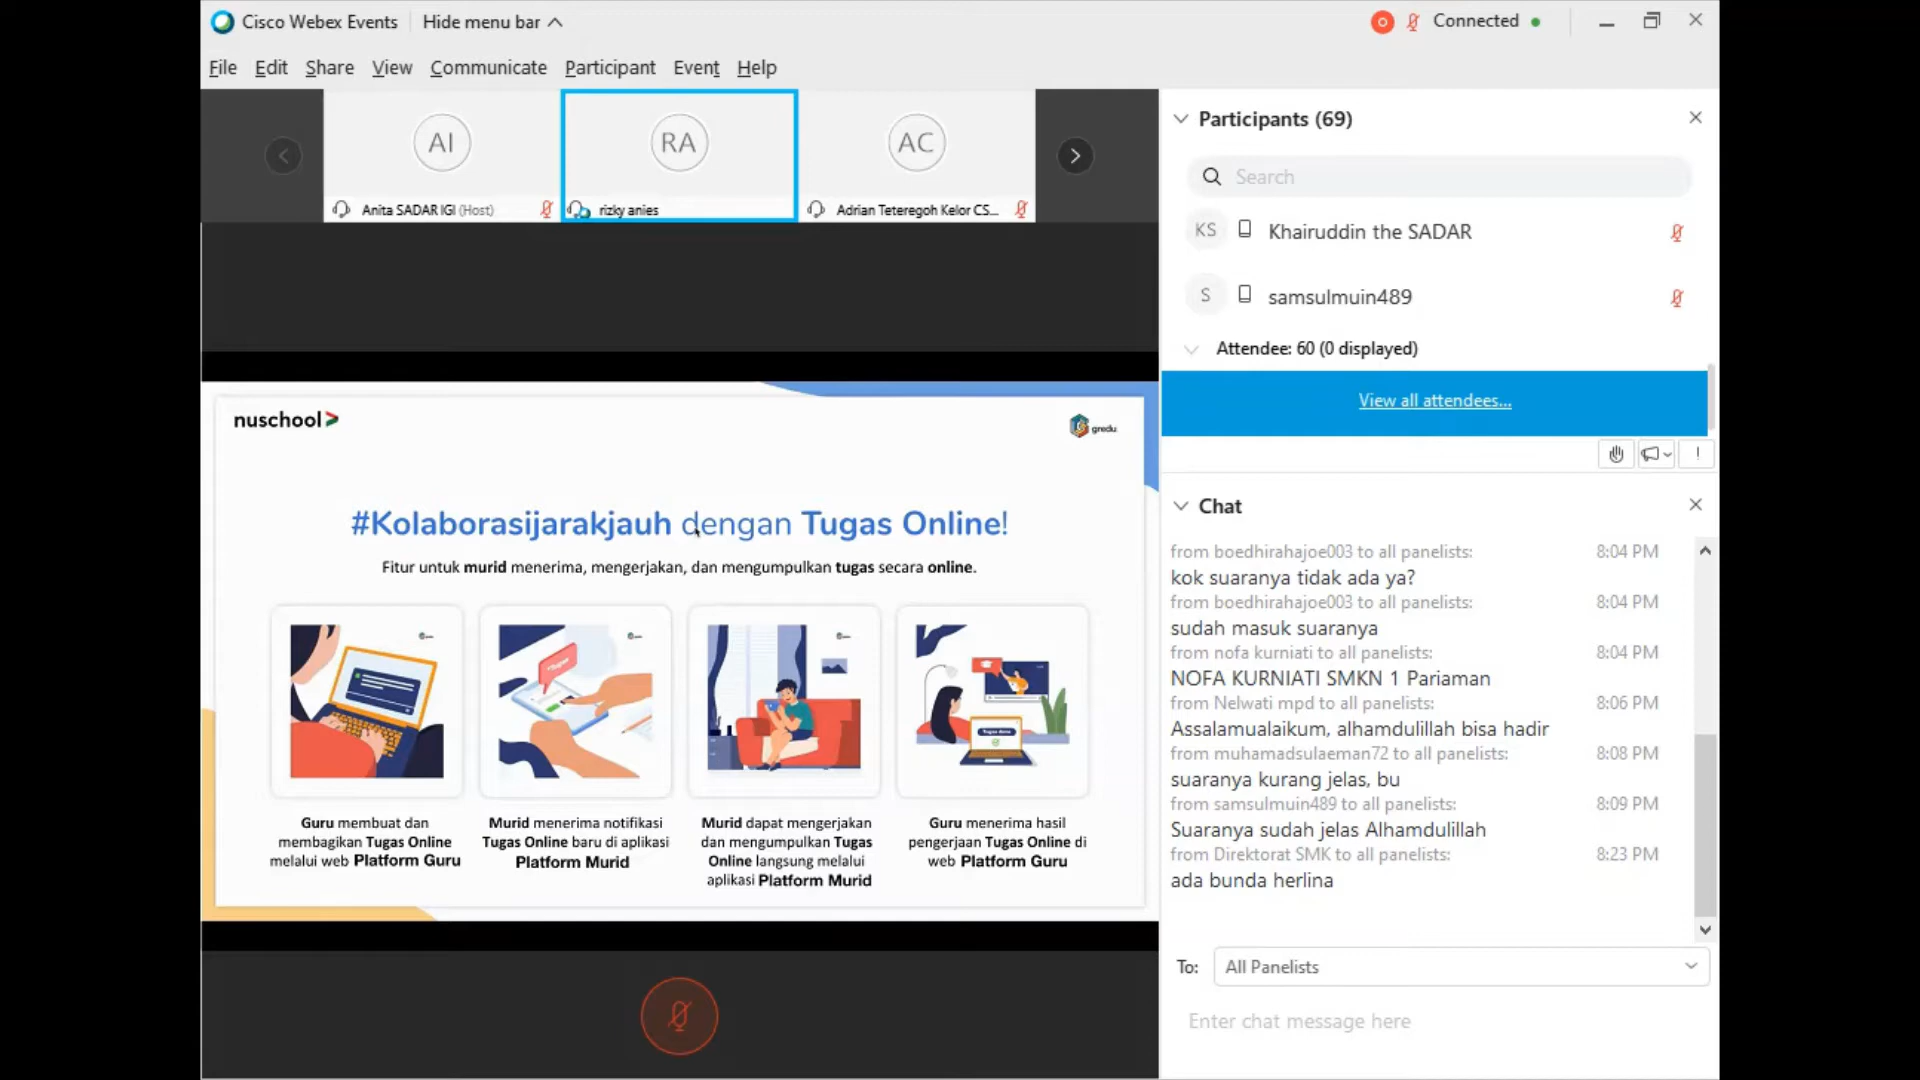 Cisco Webex Events
Hide menu bar
Connected
File Edit Share View Communicate Participant Event Help
AI
RA
AC
Anita SADAR IGI (Host)
rizky anies
Adrian Teteregoh Kelor CS...
Participants (69)
Search
KS
Khairuddin the SADAR
S
samsulmuin489
Attendee: 60 (0 displayed)
View all attendees...
nuschool
gredu
#Kolaborasijarakjauh dengan Tugas Online!
Fitur untuk murid menerima, mengerjakan, dan mengumpulkan tugas secara online.
Guru membuat dan
membagikan Tugas Online
melalui web Platform Guru
Murid menerima notifikasi
Tugas Online baru di aplikasi
Platform Murid
Murid dapat mengerjakan
dan mengumpulkan Tugas
Online langsung melalui
aplikasi Platform Murid
Guru menerima hasil
pengerjaan Tugas Online di
web Platform Guru
Chat
from boedhirahajoe003 to all panelists: 8:04 PM
kok suaranya tidak ada ya?
from boedhirahajoe003 to all panelists: 8:04 PM
sudah masuk suaranya
from nofa kurniati to all panelists: 8:04 PM
NOFA KURNIATI SMKN 1 Pariaman
from Nelwati mpd to all panelists: 8:06 PM
Assalamualaikum, alhamdulillah bisa hadir
from muhamadsulaeman72 to all panelists: 8:08 PM
suaranya kurang jelas, bu
from samsulmuin489 to all panelists: 8:09 PM
Suaranya sudah jelas Alhamdulillah
from Direktorat SMK to all panelists: 8:23 PM
ada bunda herlina
To: All Panelists
Enter chat message here